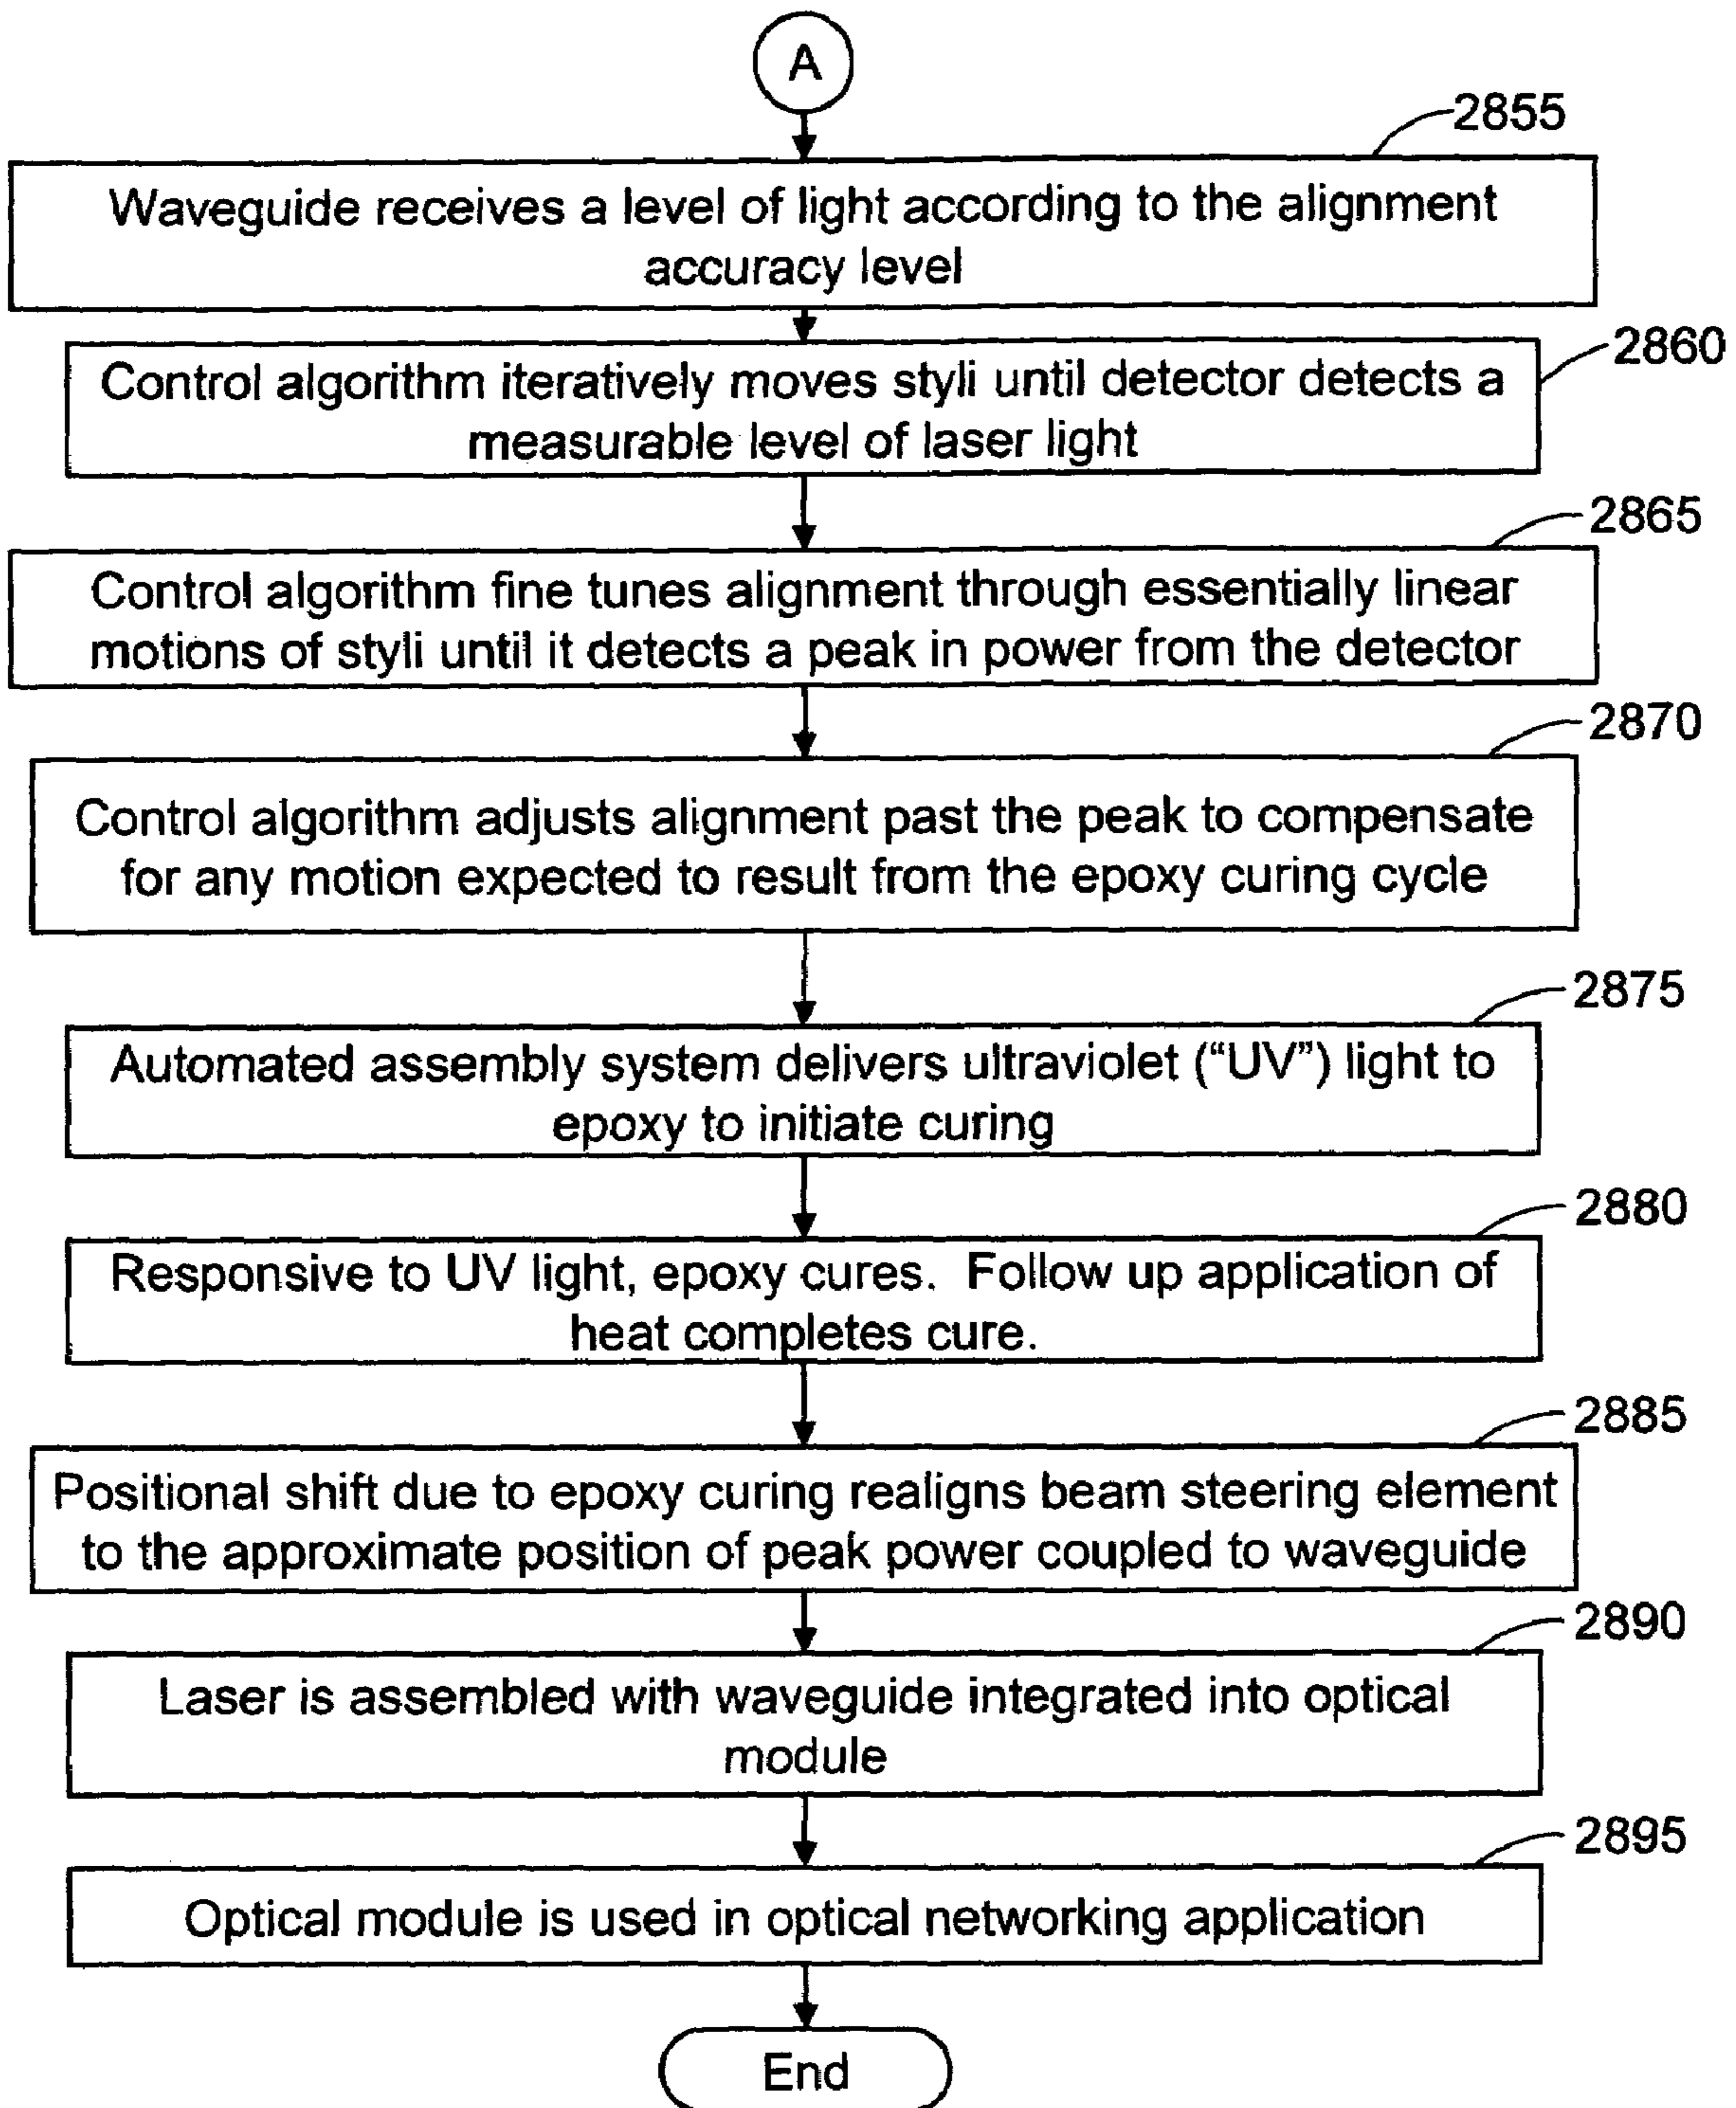 A
2855
Waveguide receives a level of light according to the alignment
accuracy level
2860
Control algorithm iteratively moves styli until detector detects a
measurable level of laser light
2865
Control algorithm fine tunes alignment through essentially linear
motions of styli until it detects a peak in power from the detector
2870
Control algorithm adjusts alignment past the peak to compensate
for any motion expected to result from the epoxy curing cycle
2875
Automated assembly system delivers ultraviolet (“UV”) light to
epoxy to initiate curing
2880
Responsive to UV light, epoxy cures. Follow up application of
heat completes cure.
2885
Positional shift due to epoxy curing realigns beam steering element
to the approximate position of peak power coupled to waveguide
2890
Laser is assembled with waveguide integrated into optical
module
2895
Optical module is used in optical networking application
End